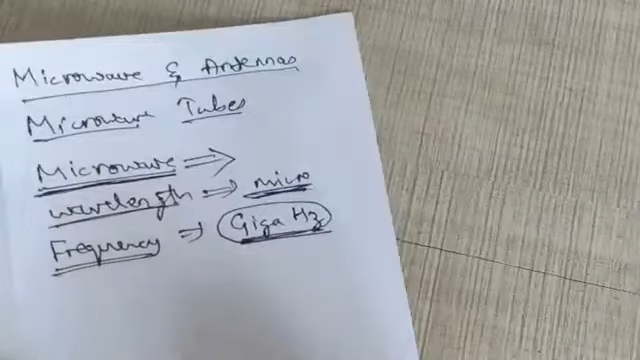 Microwave & Antennas
Microwave Tubes
Microwave ⇒
wavelength ⇒ micro
Frequency ⇒ Giga Hz